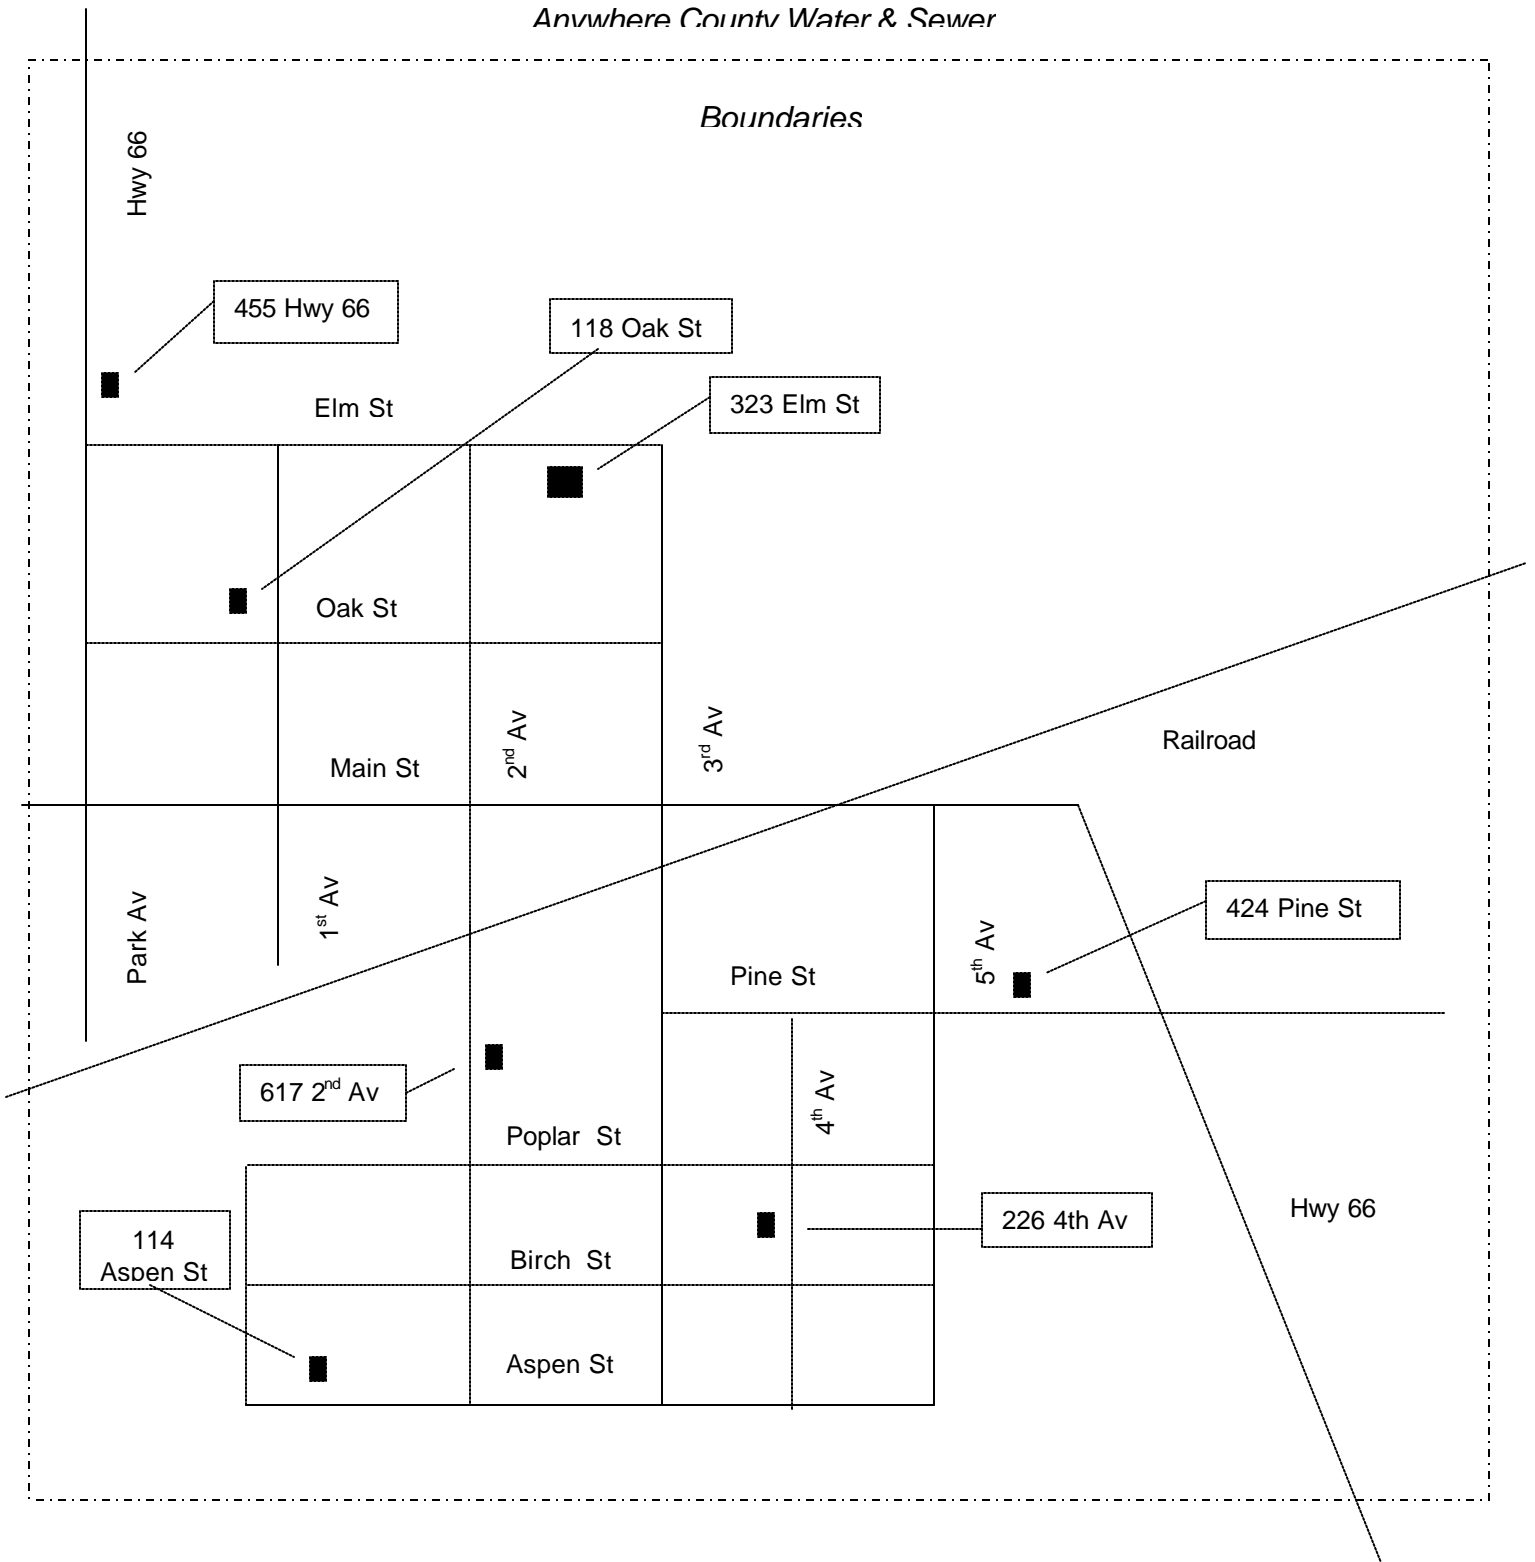 Anywhere County Water & Sewer
Boundaries
Hwy 66
455 Hwy 66
118 Oak St
323 Elm St
Elm St
Oak St
2nd Av
3rd Av
Railroad
Main St
Park Av
1st Av
5th Av
424 Pine St
Pine St
617 2nd Av
4th Av
Poplar St
114
Aspen St
226 4th Av
Hwy 66
Birch St
Aspen St